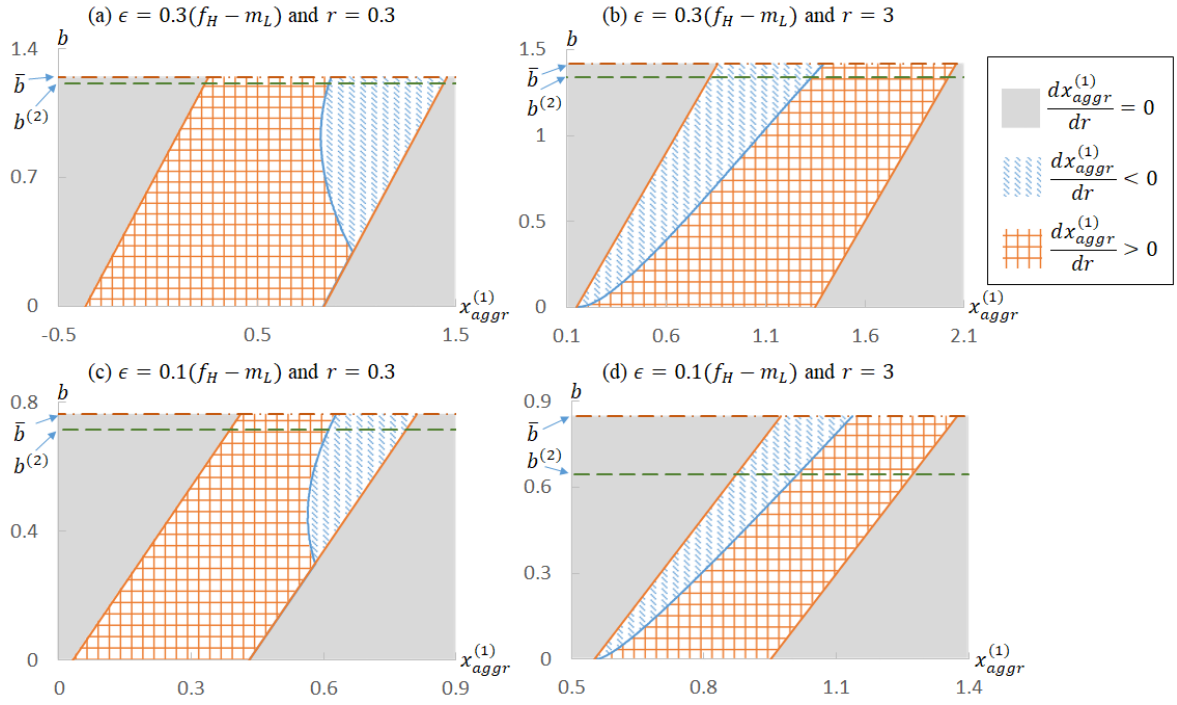 (a) ϵ = 0.3(f_H − m_L) and r = 0.3
b
1.4
b̄
b^(2)
0.7
0
-0.5
0.5
1.5
x_aggr^(1)
(b) ϵ = 0.3(f_H − m_L) and r = 3
b
1.5
b̄
b^(2)
1
0.5
0
0.1
0.6
1.1
1.6
2.1
x_aggr^(1)
dx_aggr^(1)/dr = 0
dx_aggr^(1)/dr < 0
dx_aggr^(1)/dr > 0
(c) ϵ = 0.1(f_H − m_L) and r = 0.3
b
0.8
b̄
b^(2)
0.4
0
0
0.3
0.6
0.9
x_aggr^(1)
(d) ϵ = 0.1(f_H − m_L) and r = 3
b
0.9
b̄
b^(2)
0.6
0.3
0
0.5
0.8
1.1
1.4
x_aggr^(1)